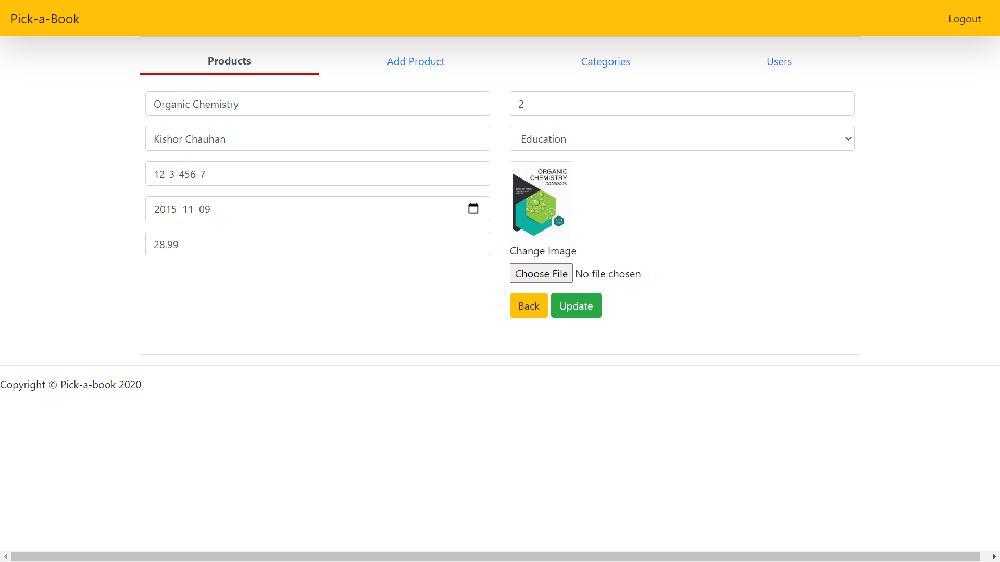 Pick-a-Book
Logout
Products
Add Product
Categories
Users
Organic Chemistry
2
Kishor Chauhan
Education
12-3-456-7
2015-11-09
28.99
ORGANIC
CHEMISTRY
notebook
120
Change Image
Choose File No file chosen
Back
Update
Copyright © Pick-a-book 2020